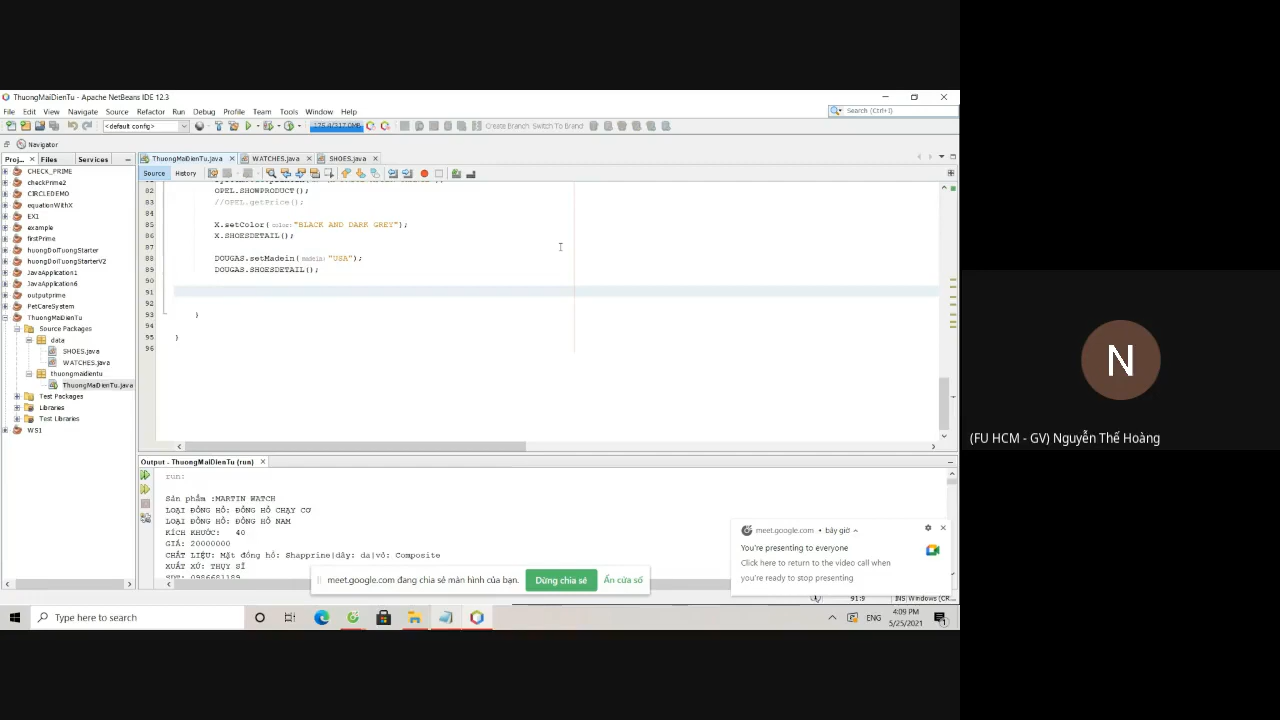 ThuongMaiDienTu - Apache NetBeans IDE 12.3
File Edit View Navigate Source Refactor Run Debug Profile Team Tools Window Help
Search (Ctrl+I)
<default config>
175.4/317.0MB
Create Branch Switch To Branch
Navigator
Proj... Files Services
ThuongMaiDienTu.java WATCHES.java SHOES.java
Source History
CHECK_PRIME
checkPrime2
CIRCLEDEMO
equationWithX
EX1
example
firstPrime
huongDoiTuongStarter
huongDoiTuongStarterV2
JavaApplication1
JavaApplication6
outputprime
PetCareSystem
ThuongMaiDienTu
Source Packages
data
SHOES.java
WATCHES.java
thuongmaidientu
ThuongMaiDienTu.java
Test Packages
Libraries
Test Libraries
WS1
82 OPEL.SHOWPRODUCT();
83 //OPEL.getPrice();
84
85 X.setColor(color:"BLACK AND DARK GREY");
86 X.SHOESDETAIL();
87
88 DOUGAS.setMadein(madein:"USA");
89 DOUGAS.SHOESDETAIL();
90
91
92
93 }
94
95 }
96
Output - ThuongMaiDienTu (run)
run:
Sản phẩm :MARTIN WATCH
LOẠI ĐỒNG HỒ: ĐỒNG HỒ CHẠY CƠ
LOẠI ĐỒNG HỒ: ĐỒNG HỒ NAM
KÍCH KHƯỚC: 40
GIÁ: 20000000
CHẤT LIỆU: Mặt đồng hồ: Shapprine|dây: da|vỏ: Composite
XUẤT XỨ: THỤY SĨ
SDT: 0986681189
meet.google.com • bây giờ
You're presenting to everyone
Click here to return to the video call when
you're ready to stop presenting
meet.google.com đang chia sẻ màn hình của bạn.
Dừng chia sẻ
Ẩn cửa sổ
91:9
INS Windows (CR...
Type here to search
ENG
4:09 PM
5/25/2021
N
(FU HCM - GV) Nguyễn Thế Hoàng